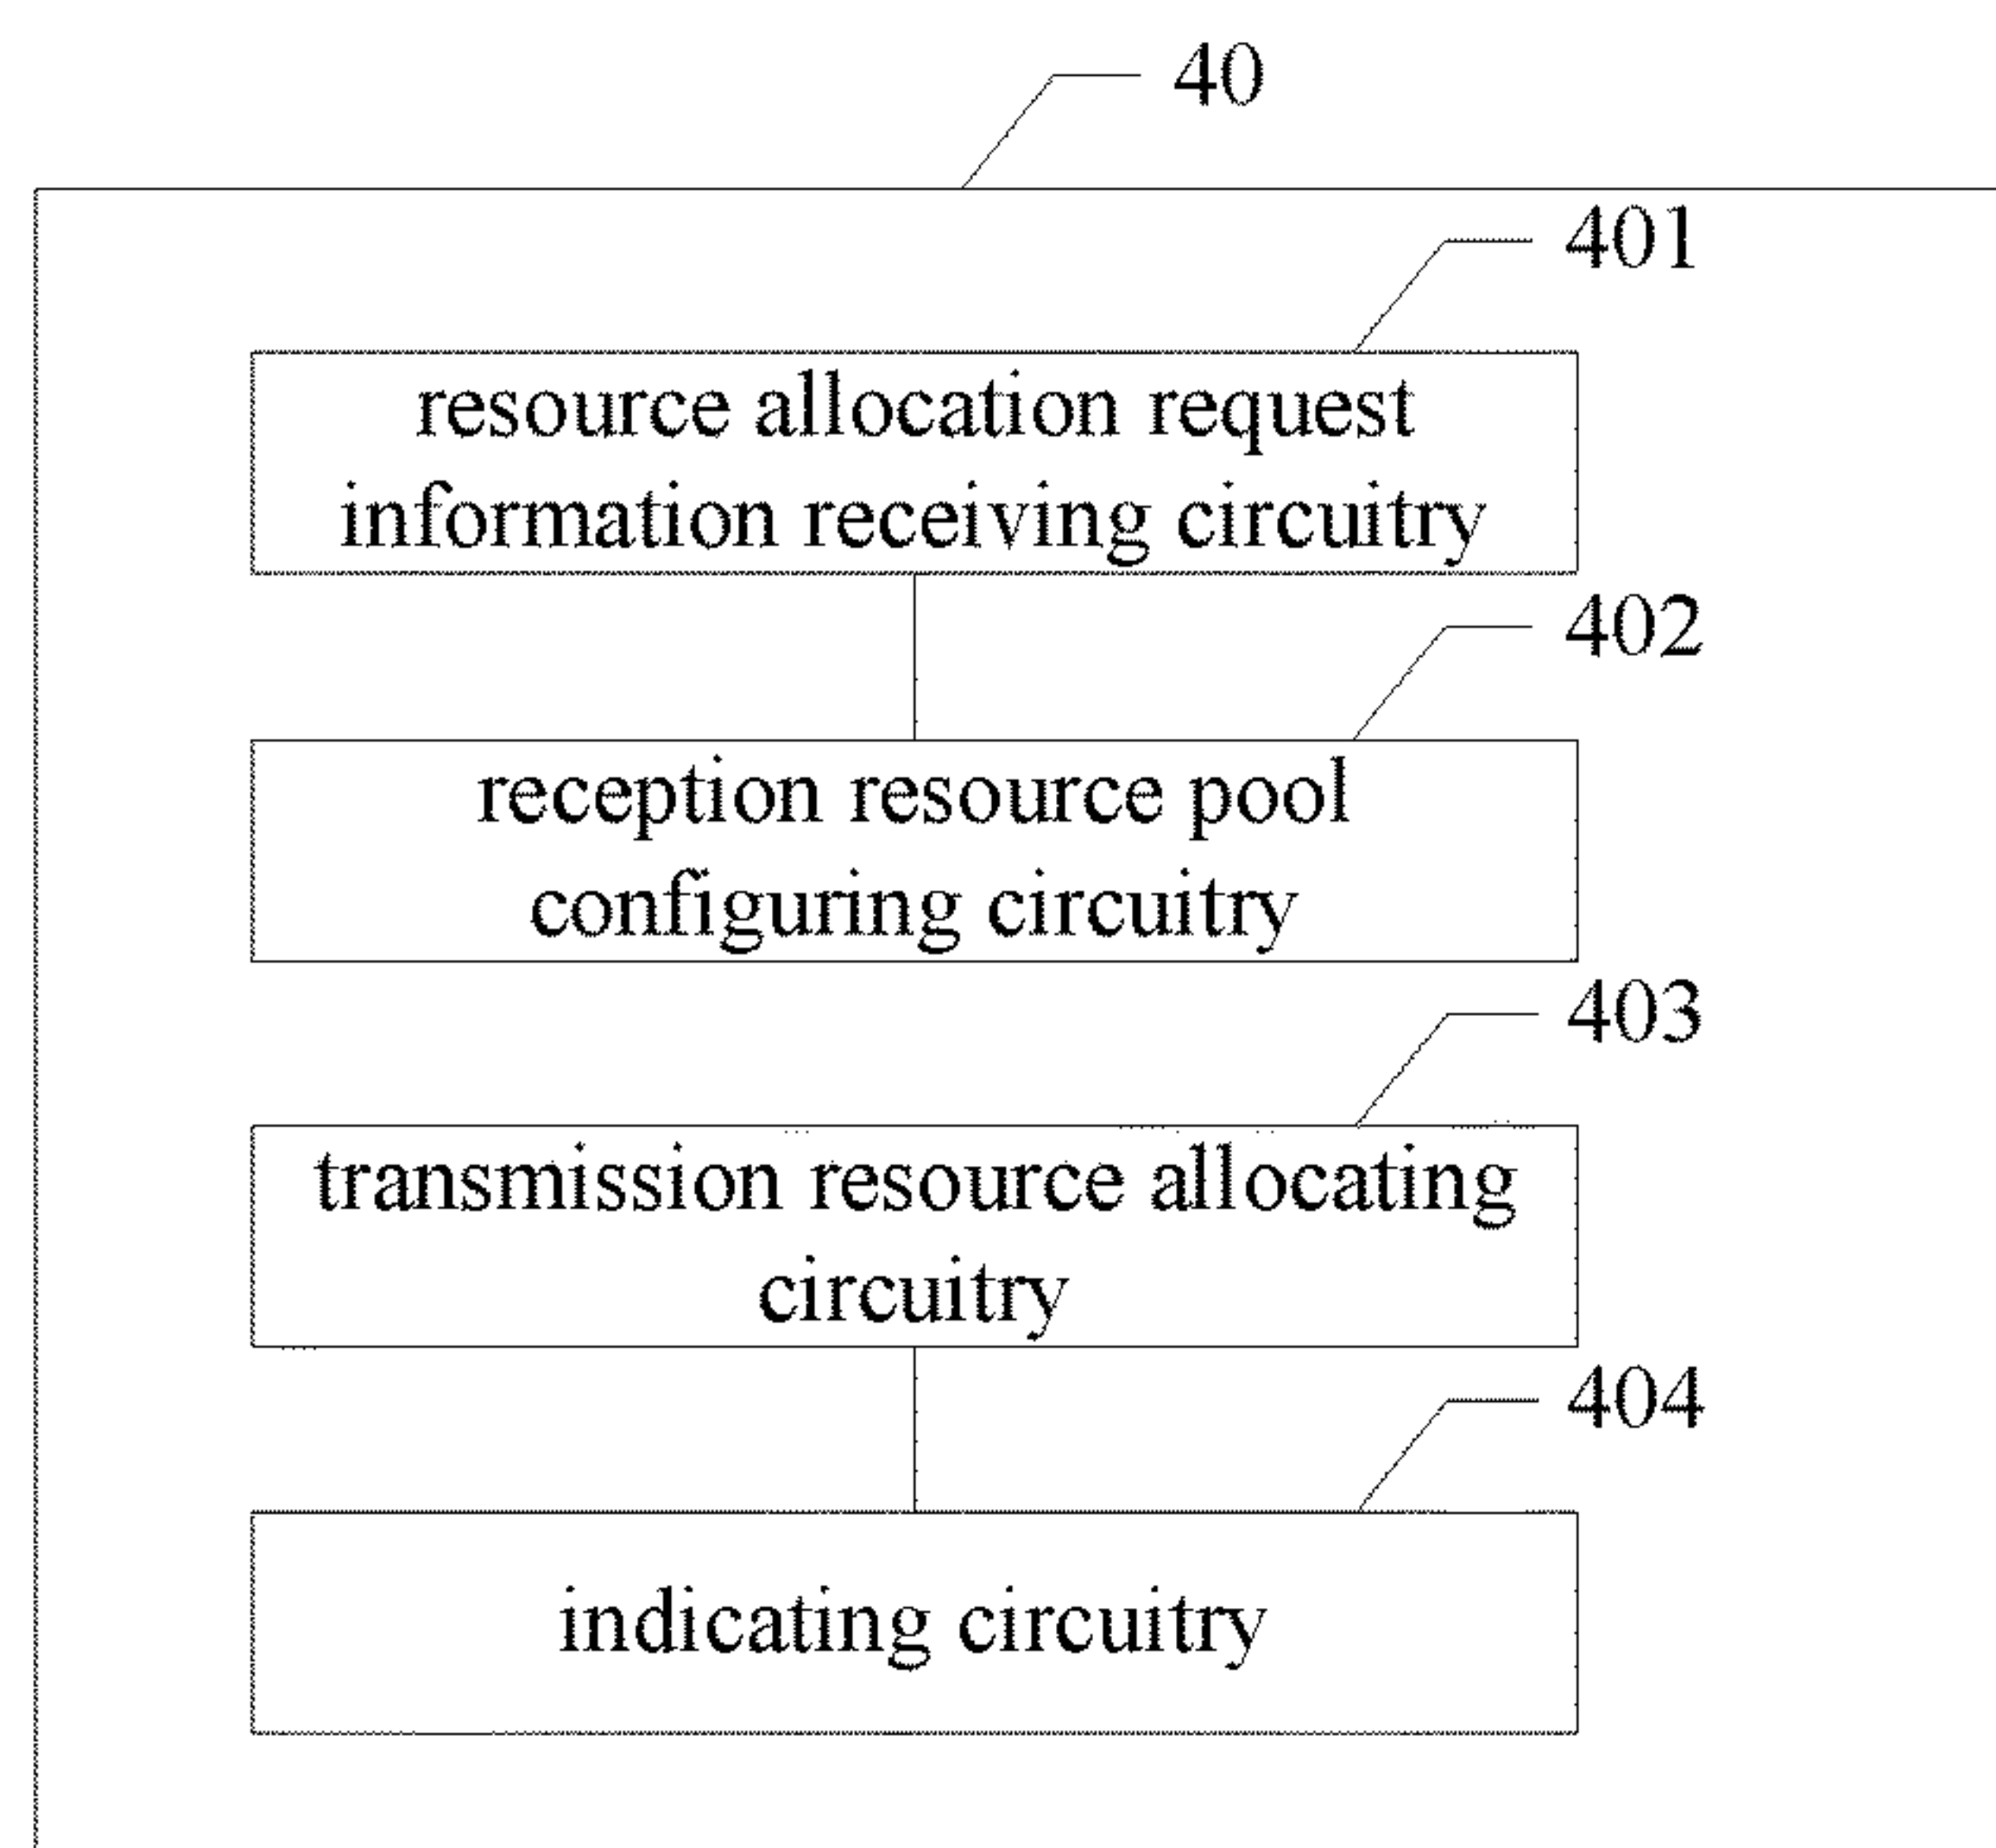 40
401
resource allocation request
information receiving circuitry
402
reception resource pool
configuring circuitry
403
transmission resource allocating
circuitry
404
indicating circuitry